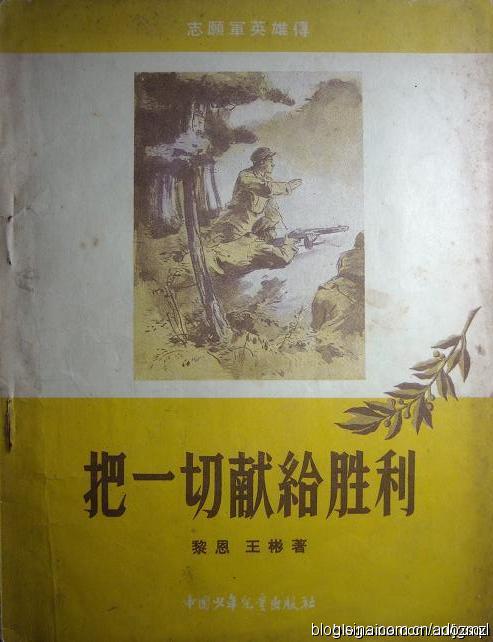 志願軍英雄傳
把一切献給胜利
黎恩 王彬著
中国少年兒童出版社